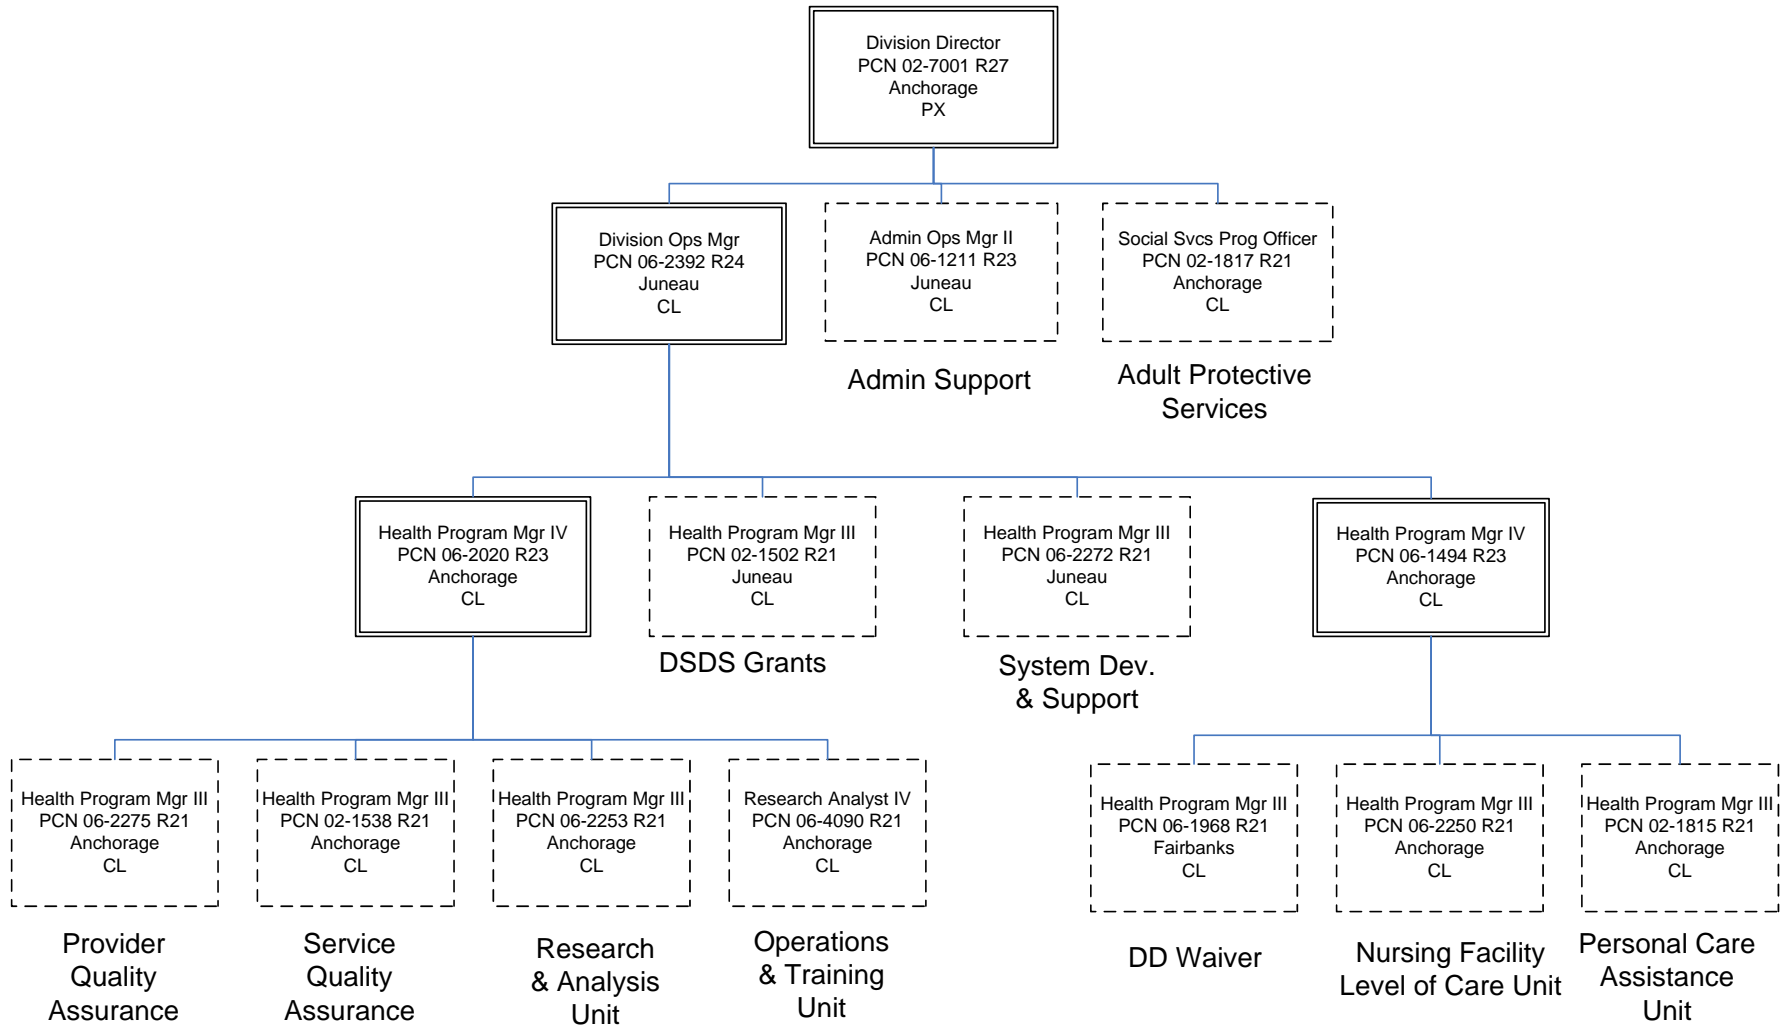 Division Director
PCN 02-7001 R27
Anchorage
PX
Division Ops Mgr
PCN 06-2392 R24
Juneau
CL
Admin Ops Mgr II
PCN 06-1211 R23
Juneau
CL
Social Svcs Prog Officer
PCN 02-1817 R21
Anchorage
CL
Admin Support
Adult Protective
Services
Health Program Mgr IV
PCN 06-2020 R23
Anchorage
CL
Health Program Mgr III
PCN 02-1502 R21
Juneau
CL
Health Program Mgr III
PCN 06-2272 R21
Juneau
CL
Health Program Mgr IV
PCN 06-1494 R23
Anchorage
CL
DSDS Grants
System Dev.
& Support
Health Program Mgr III
PCN 06-2275 R21
Anchorage
CL
Health Program Mgr III
PCN 02-1538 R21
Anchorage
CL
Health Program Mgr III
PCN 06-2253 R21
Anchorage
CL
Research Analyst IV
PCN 06-4090 R21
Anchorage
CL
Health Program Mgr III
PCN 06-1968 R21
Fairbanks
CL
Health Program Mgr III
PCN 06-2250 R21
Anchorage
CL
Health Program Mgr III
PCN 02-1815 R21
Anchorage
CL
Provider
Quality
Assurance
Service
Quality
Assurance
Research
& Analysis
Unit
Operations
& Training
Unit
DD Waiver
Nursing Facility
Level of Care Unit
Personal Care
Assistance
Unit